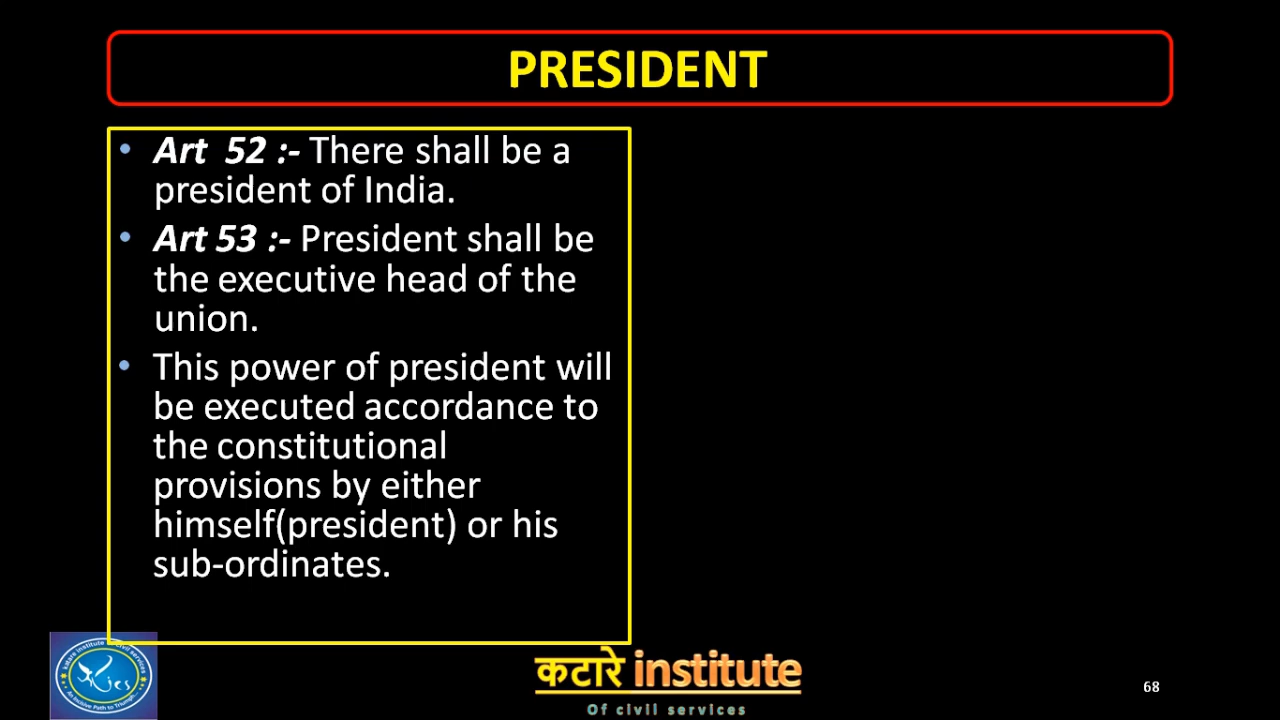 PRESIDENT
• Art 52 :- There shall be a
president of India.
• Art 53 :- President shall be
the executive head of the
union.
• This power of president will
be executed accordance to
the constitutional
provisions by either
himself(president) or his
sub-ordinates.
कटारे institute
Of civil services
68